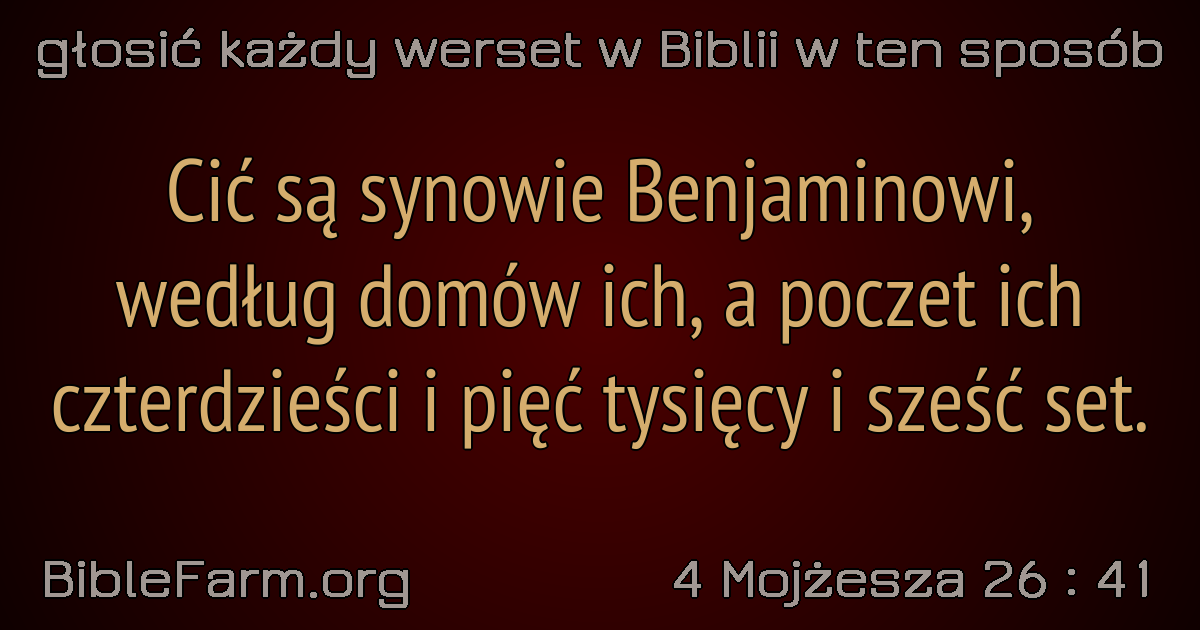 głosić każdy werset w Biblii w ten sposób
Cić są synowie Benjaminowi,
według domów ich, a poczet ich
czterdzieści i pięć tysięcy i sześć set.
BibleFarm.org
4 Mojżesza 26 : 41